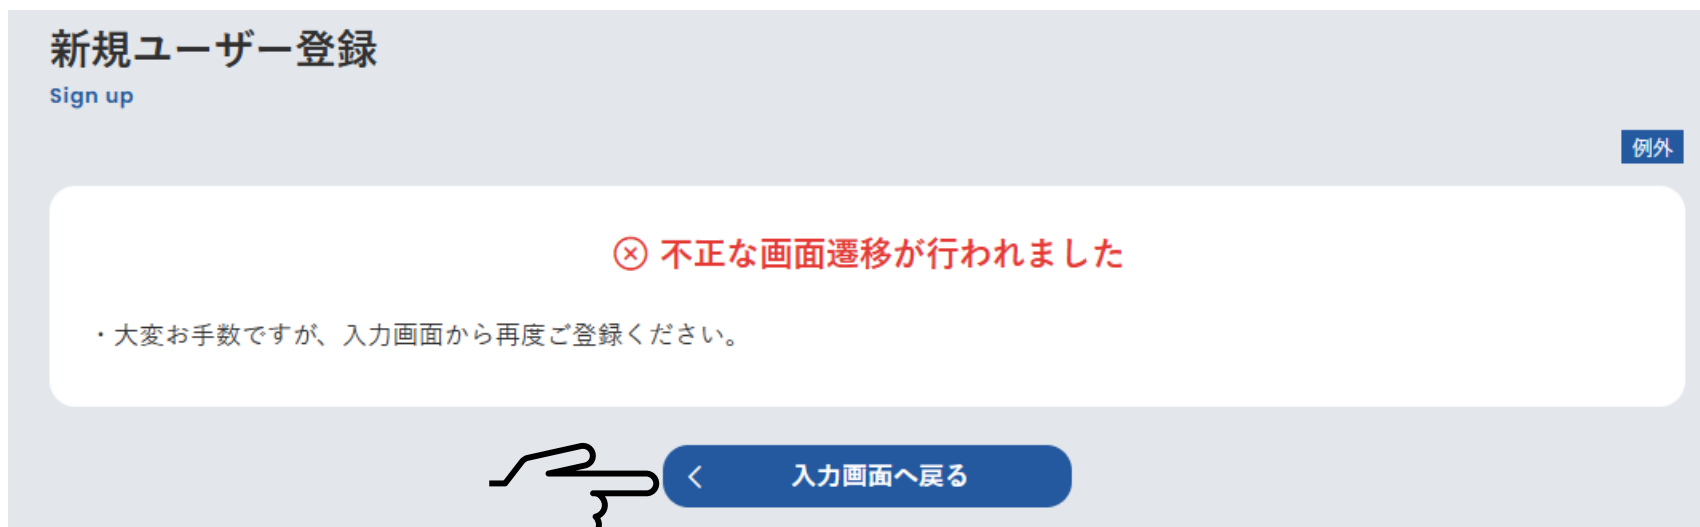 新規ユーザー登録
Sign up
例外
不正な画面遷移が行われました
・大変お手数ですが、入力画面から再度ご登録ください。
入力画面へ戻る